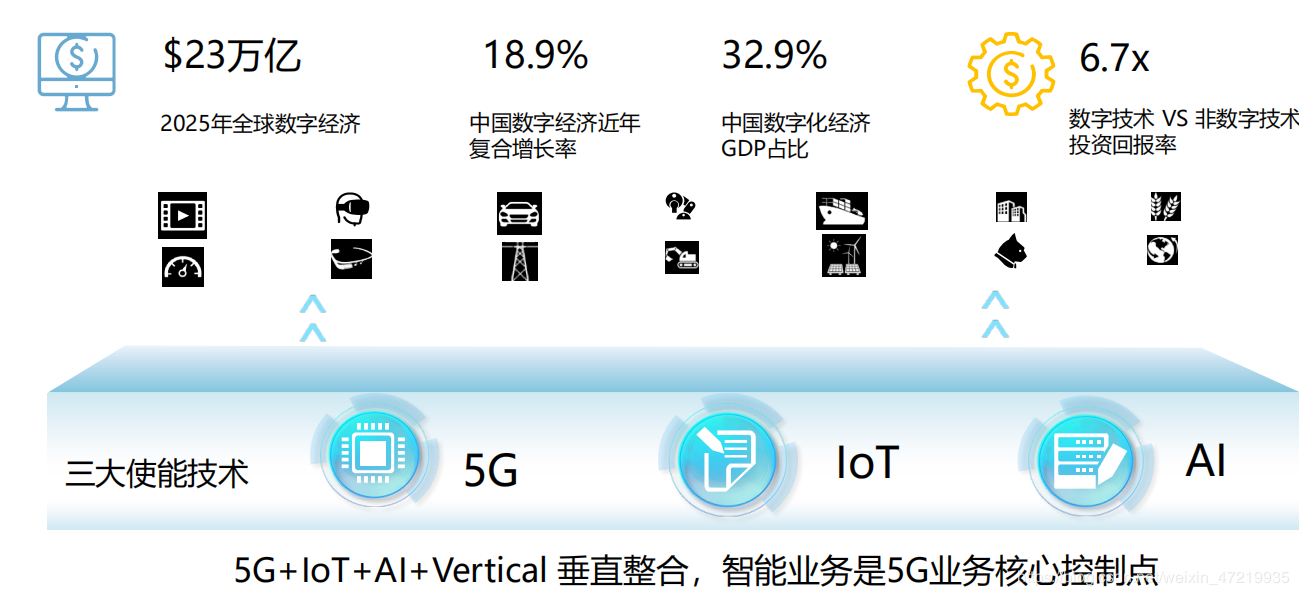 $23万亿
18.9%
32.9%
6.7x
2025年全球数字经济
中国数字经济近年
复合增长率
中国数字化经济
GDP占比
数字技术 VS 非数字技术
投资回报率
三大使能技术
5G
IoT
AI
5G+IoT+AI+Vertical 垂直整合，智能业务是5G业务核心控制点
weixin_47219935